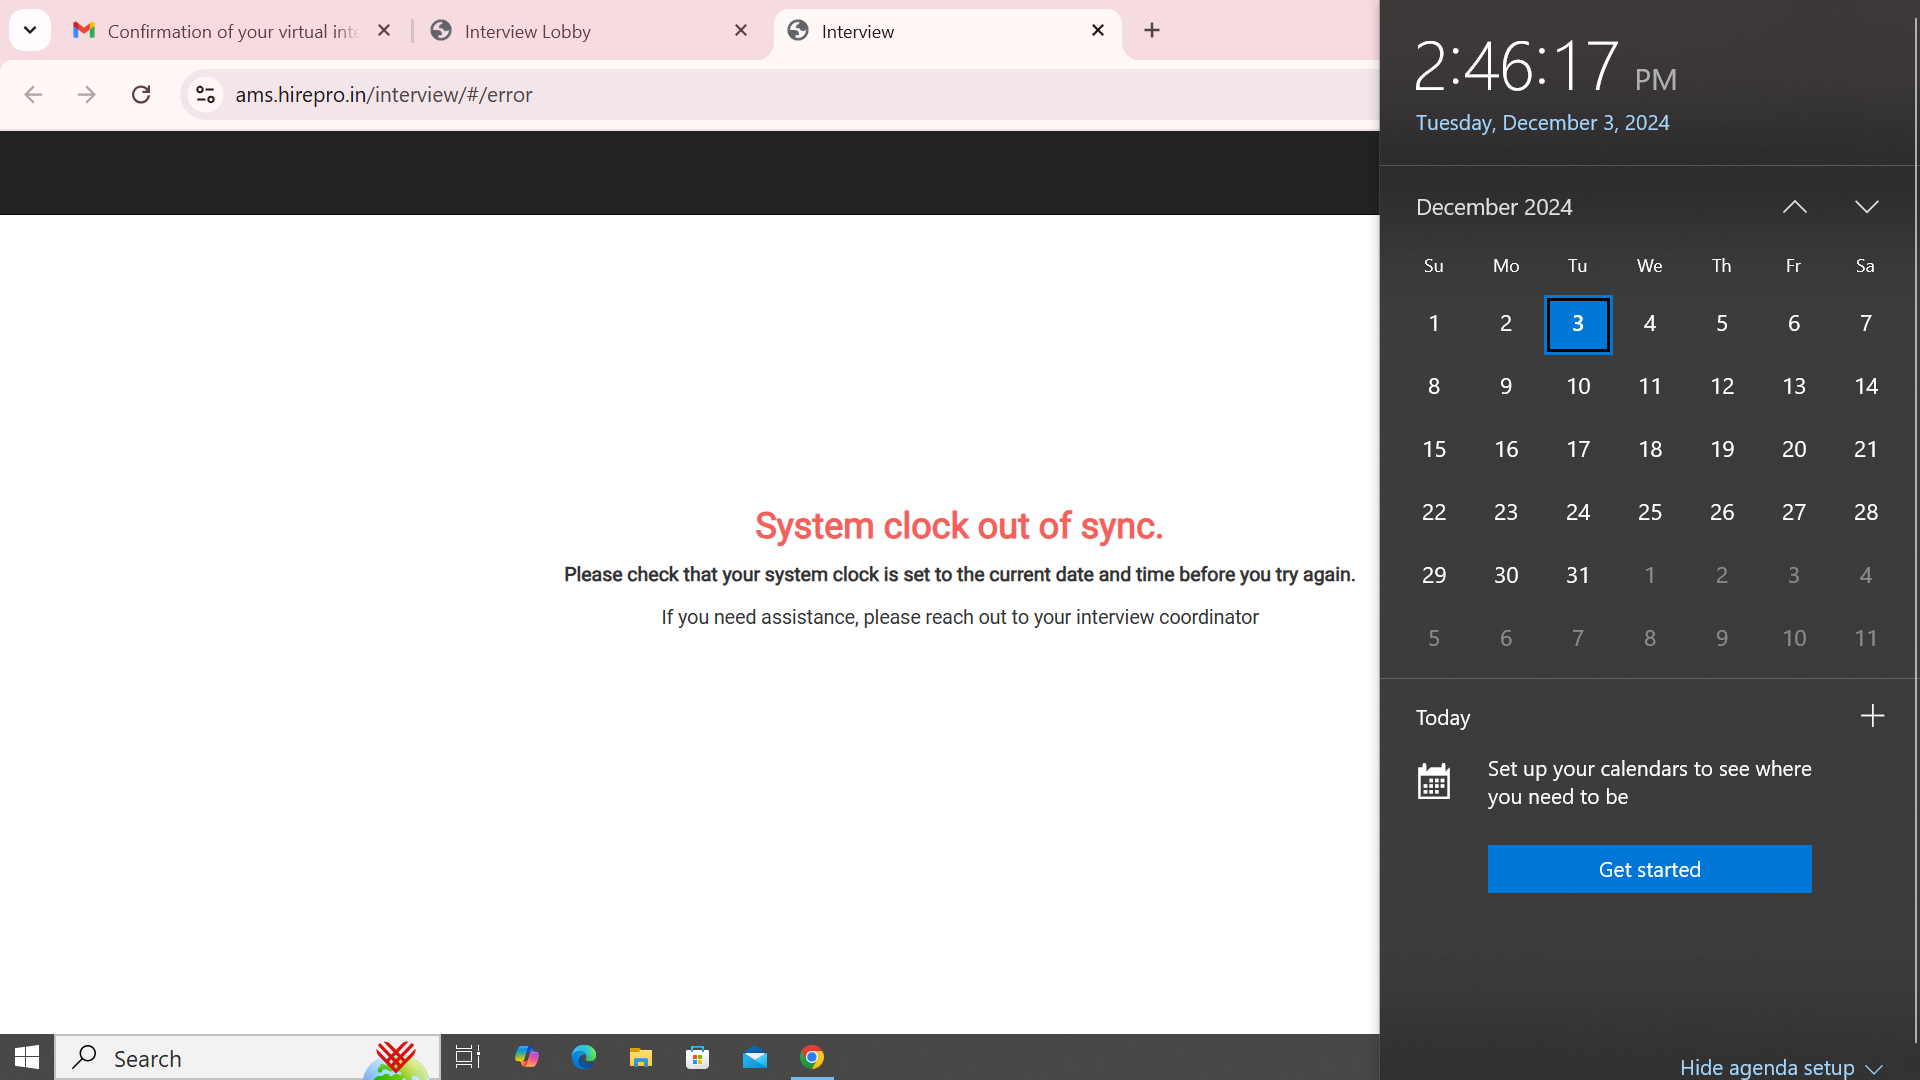 Confirmation of your virtual inte
Interview Lobby
Interview
ams.hirepro.in/interview/#/error
System clock out of sync.
Please check that your system clock is set to the current date and time before you try again.
If you need assistance, please reach out to your interview coordinator
Search
2:46:17 PM
Tuesday, December 3, 2024
December 2024
Su Mo Tu We Th Fr Sa
1 2 3 4 5 6 7
8 9 10 11 12 13 14
15 16 17 18 19 20 21
22 23 24 25 26 27 28
29 30 31 1 2 3 4
5 6 7 8 9 10 11
Today
Set up your calendars to see where
you need to be
Get started
Hide agenda setup